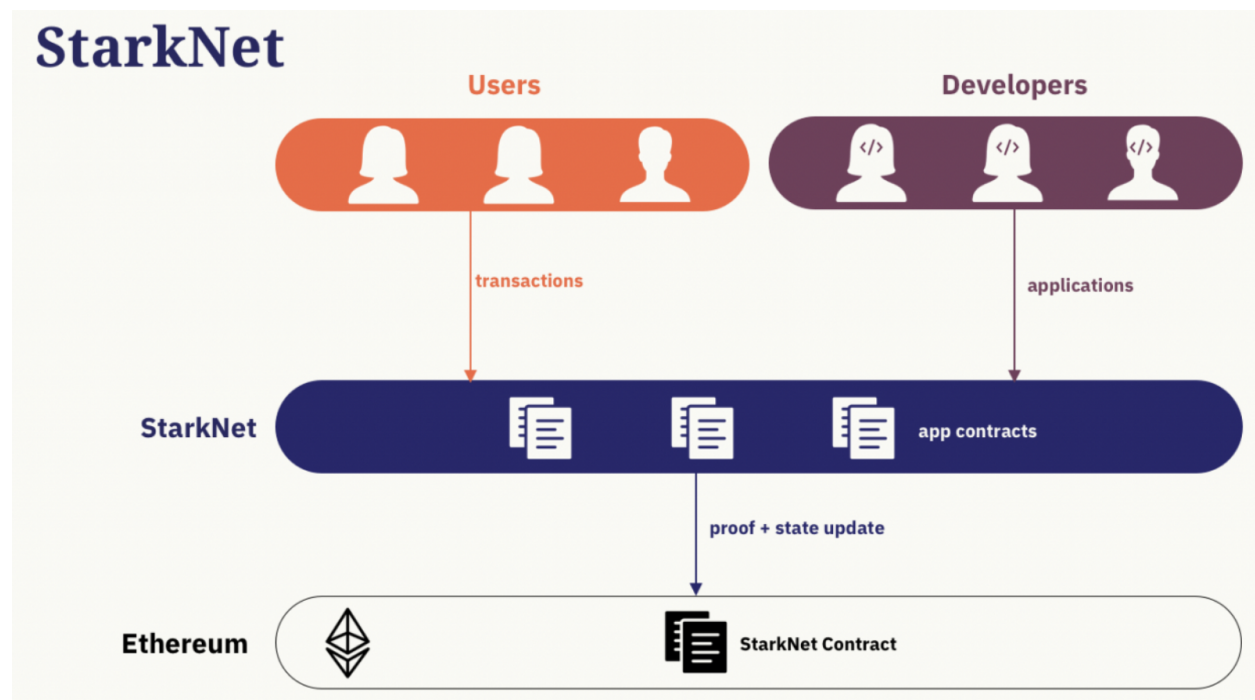 StarkNet
Users
Developers
</>
</>
</>
transactions
applications
StarkNet
app contracts
proof + state update
Ethereum
StarkNet Contract